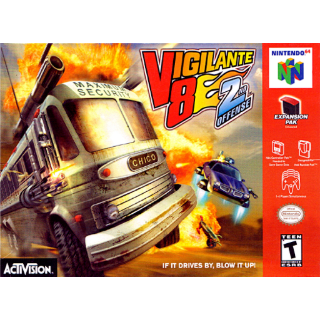 VIGILANTE
8 2ND
OFFENSE
MAXIMUM
SECURITY
CHICO
ACTIVISION.
IF IT DRIVES BY, BLOW IT UP!
NINTENDO 64
EXPANSION
PAK
TEEN
T
ESRB